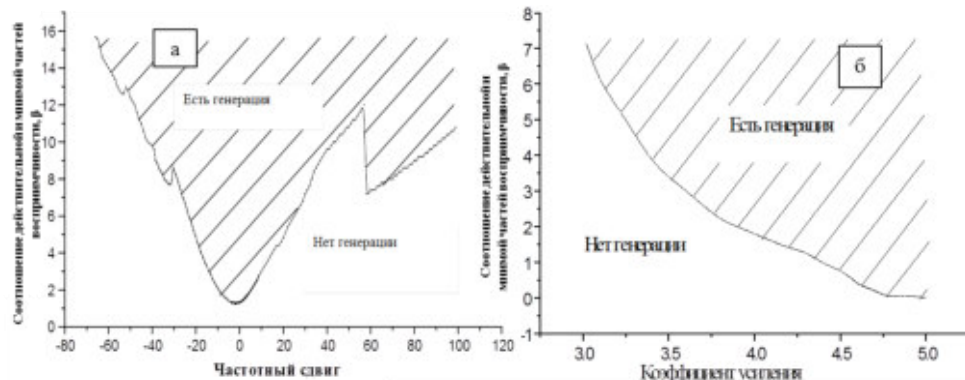 Соотношение действительной и мнимой частей
восприимчивости, β
16
14
12
10
8
6
4
2
0
а
Есть генерация
Нет генерации
-80 -60 -40 -20 0 20 40 60 80 100 120
Частотный сдвиг
Соотношение действительной и
мнимой частей восприимчивости, β
8
7
6
5
4
3
2
1
0
-1
б
Есть генерация
Нет генерации
3.0 3.5 4.0 4.5 5.0
Коэффициент усиления